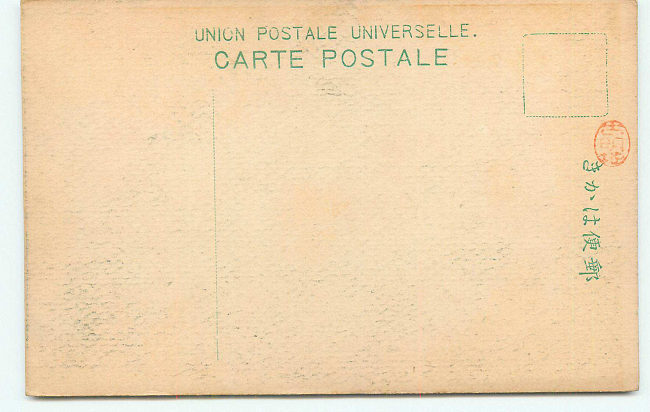 UNION POSTALE UNIVERSELLE.
CARTE POSTALE
きかは便郵